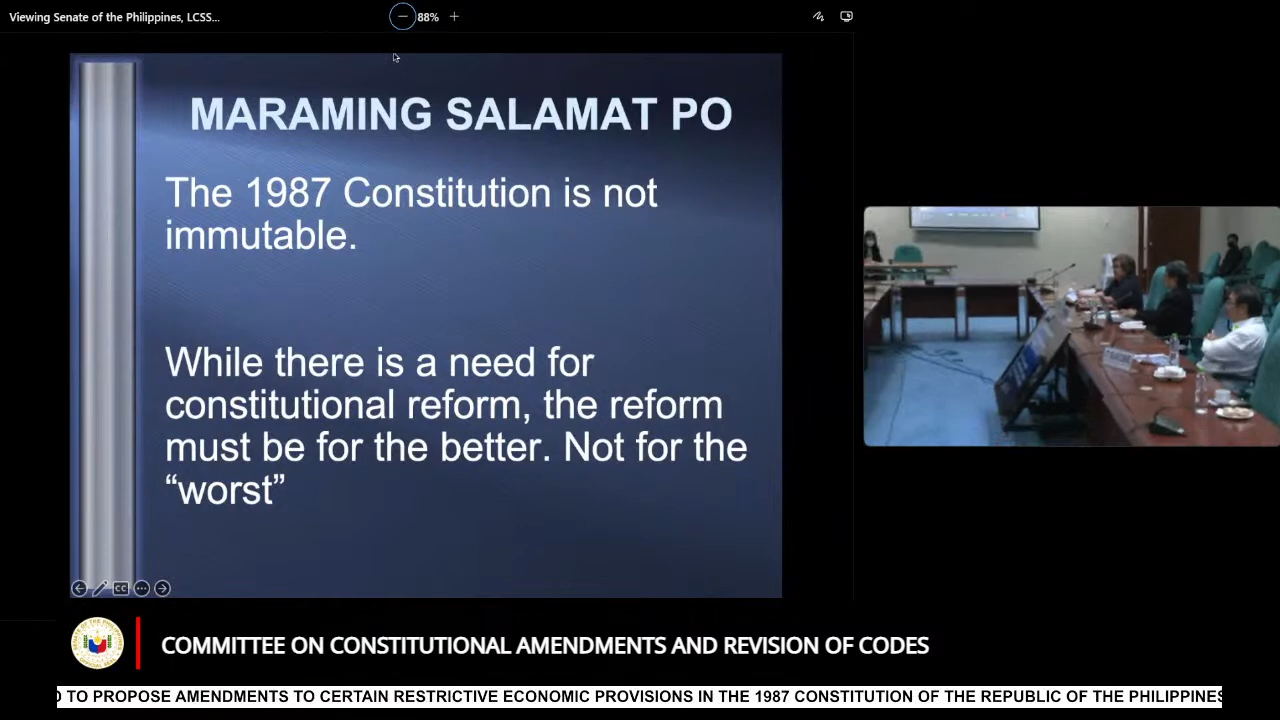 Viewing Senate of the Philippines, LCSS...
88%
MARAMING SALAMAT PO
The 1987 Constitution is not
immutable.
While there is a need for
constitutional reform, the reform
must be for the better. Not for the
“worst”
CC
COMMITTEE ON CONSTITUTIONAL AMENDMENTS AND REVISION OF CODES
TO PROPOSE AMENDMENTS TO CERTAIN RESTRICTIVE ECONOMIC PROVISIONS IN THE 1987 CONSTITUTION OF THE REPUBLIC OF THE PHILIPPINES